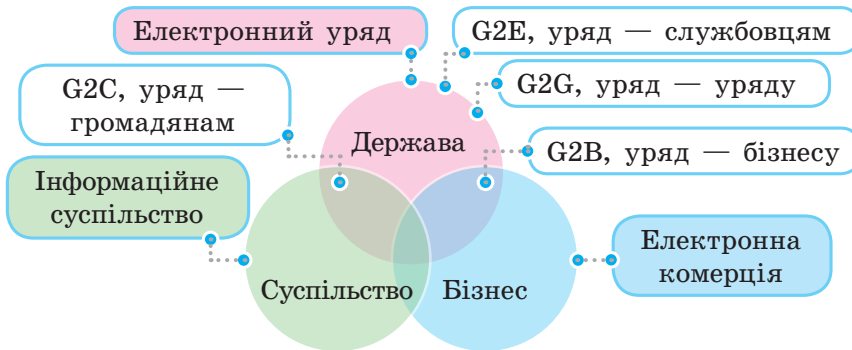 Електронний уряд
G2E, уряд — службовцям
G2C, уряд —
громадянам
G2G, уряд — уряду
Держава
G2B, уряд — бізнесу
Інформаційне
суспільство
Електронна
комерція
Суспільство
Бізнес